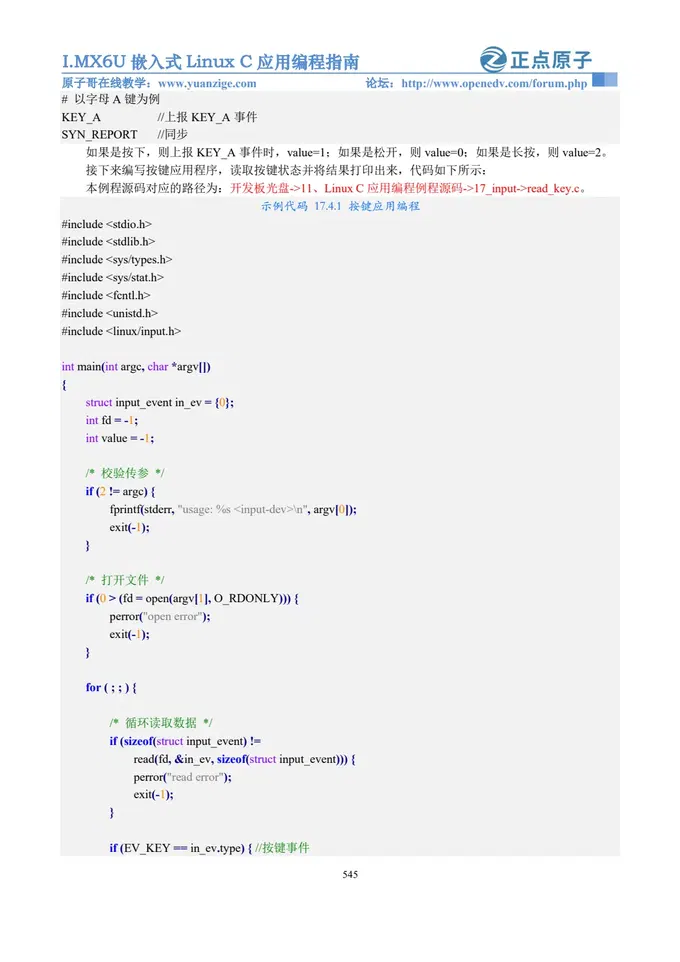 I.MX6U 嵌入式 Linux C 应用编程指南
正点原子
原子哥在线教学：www.yuanzige.com 论坛：http://www.openedv.com/forum.php
# 以字母 A 键为例
KEY_A //上报 KEY_A 事件
SYN_REPORT //同步
如果是按下，则上报 KEY_A 事件时，value=1；如果是松开，则 value=0；如果是长按，则 value=2。
接下来编写按键应用程序，读取按键状态并将结果打印出来，代码如下所示：
本例程源码对应的路径为：开发板光盘->11、Linux C 应用编程例程源码->17_input->read_key.c。
示例代码 17.4.1 按键应用编程
#include <stdio.h>
#include <stdlib.h>
#include <sys/types.h>
#include <sys/stat.h>
#include <fcntl.h>
#include <unistd.h>
#include <linux/input.h>
int main(int argc, char *argv[])
{
struct input_event in_ev = {0};
int fd = -1;
int value = -1;
/* 校验传参 */
if (2 != argc) {
fprintf(stderr, "usage: %s <input-dev>\n", argv[0]);
exit(-1);
}
/* 打开文件 */
if (0 > (fd = open(argv[1], O_RDONLY))) {
perror("open error");
exit(-1);
}
for ( ; ; ) {
/* 循环读取数据 */
if (sizeof(struct input_event) !=
read(fd, &in_ev, sizeof(struct input_event))) {
perror("read error");
exit(-1);
}
if (EV_KEY == in_ev.type) { //按键事件
545